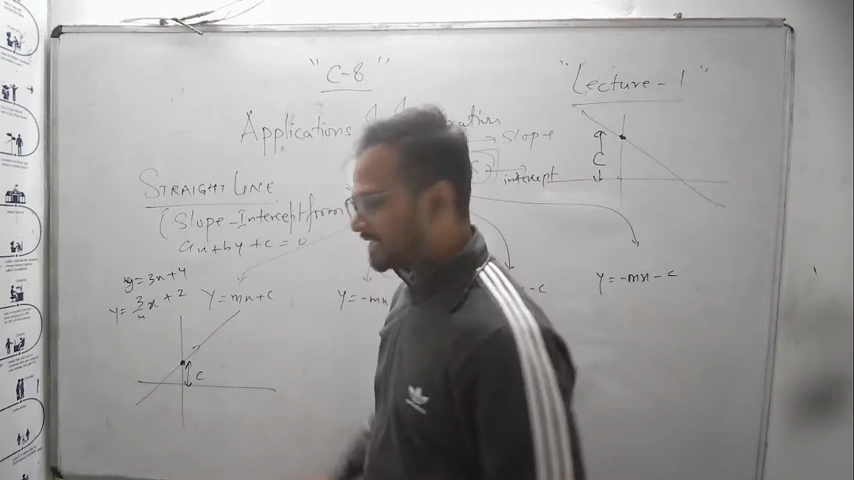 "C-8"
"Lecture-1"
Applications
→ Slope
intercept
C
STRAIGHT LINE
(Slope-Intercept form
ax+by+c=0
y=3x+4
y=3/4x+2
y=mx+c
y=-mx
-c
y=-mx-c
C